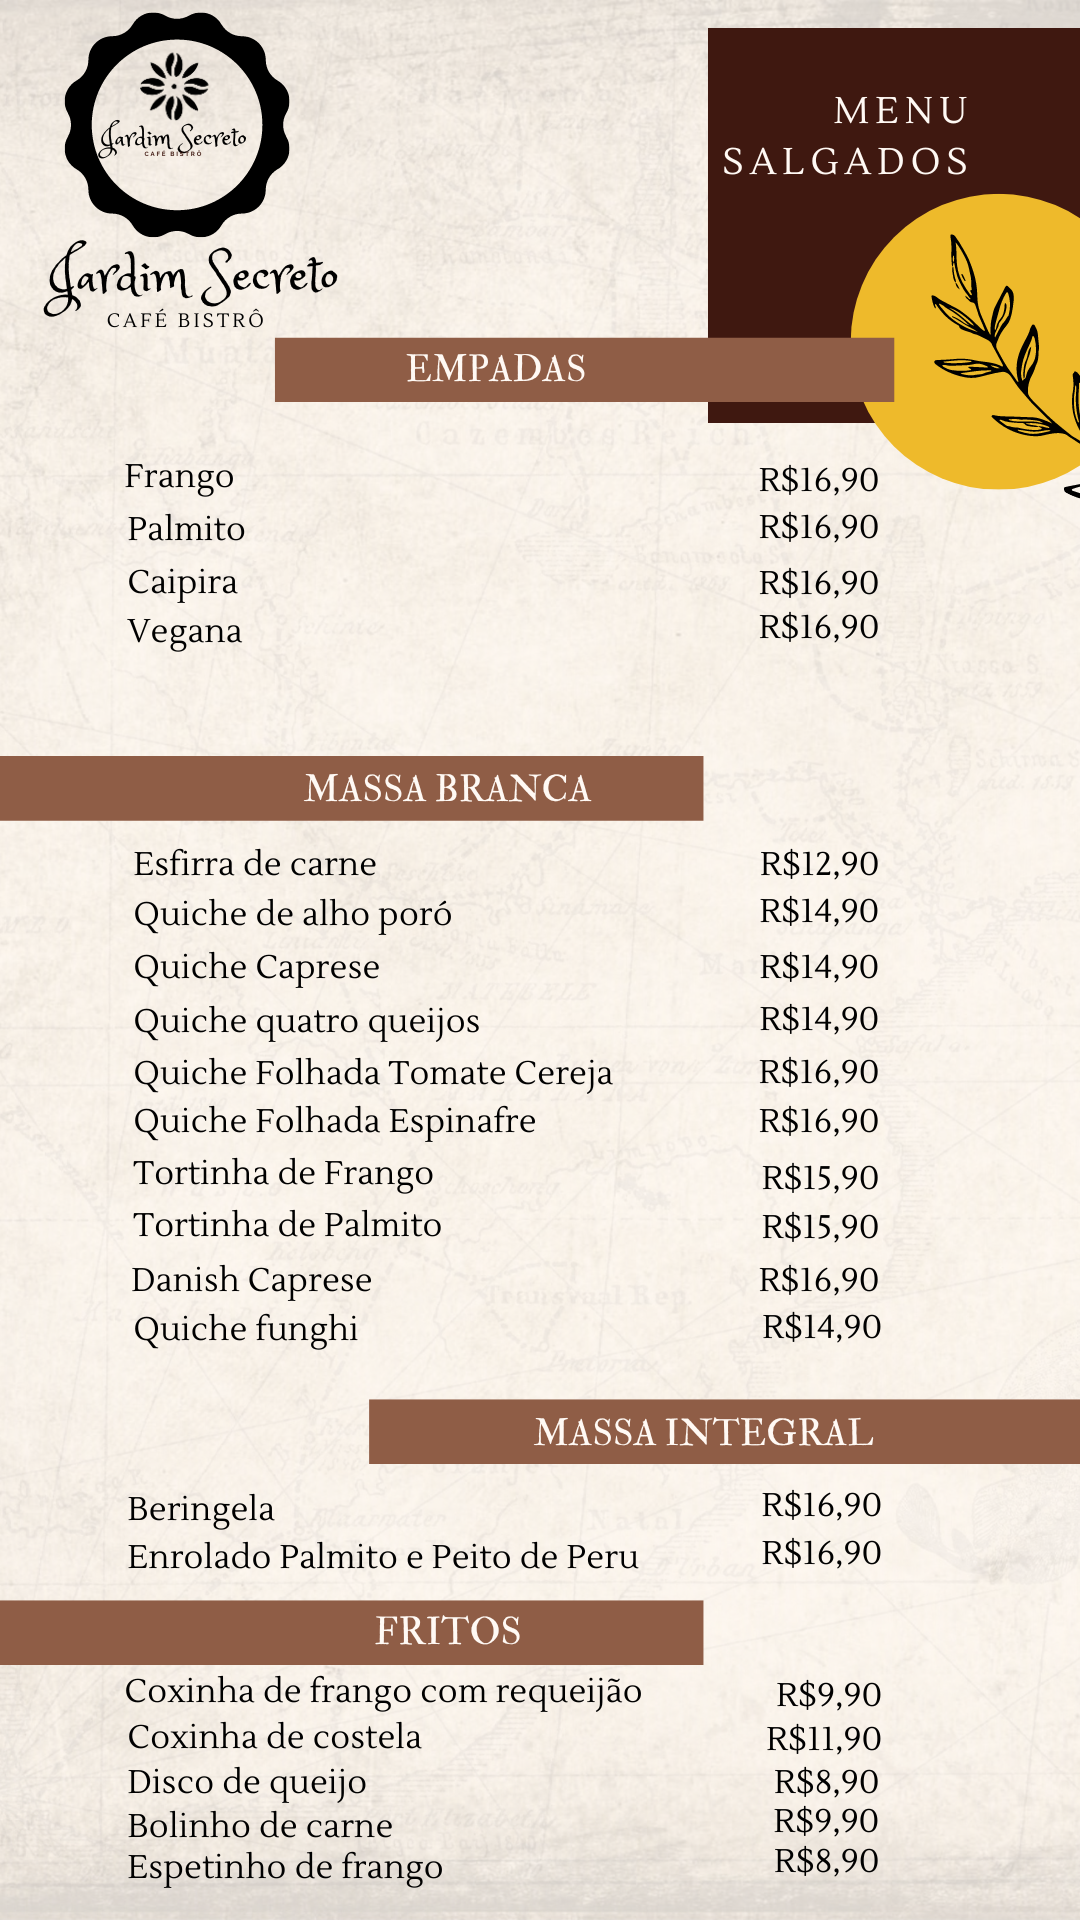 Jardim Secreto
CAFÉ BISTRÔ
Jardim Secreto
CAFÉ BISTRÔ
MENU
SALGADOS
EMPADAS
Frango R$16,90
Palmito R$16,90
Caipira R$16,90
Vegana R$16,90
MASSA BRANCA
Esfirra de carne R$12,90
Quiche de alho poró R$14,90
Quiche Caprese R$14,90
Quiche quatro queijos R$14,90
Quiche Folhada Tomate Cereja R$16,90
Quiche Folhada Espinafre R$16,90
Tortinha de Frango R$15,90
Tortinha de Palmito R$15,90
Danish Caprese R$16,90
Quiche funghi R$14,90
MASSA INTEGRAL
Beringela R$16,90
Enrolado Palmito e Peito de Peru R$16,90
FRITOS
Coxinha de frango com requeijão R$9,90
Coxinha de costela R$11,90
Disco de queijo R$8,90
Bolinho de carne R$9,90
Espetinho de frango R$8,90